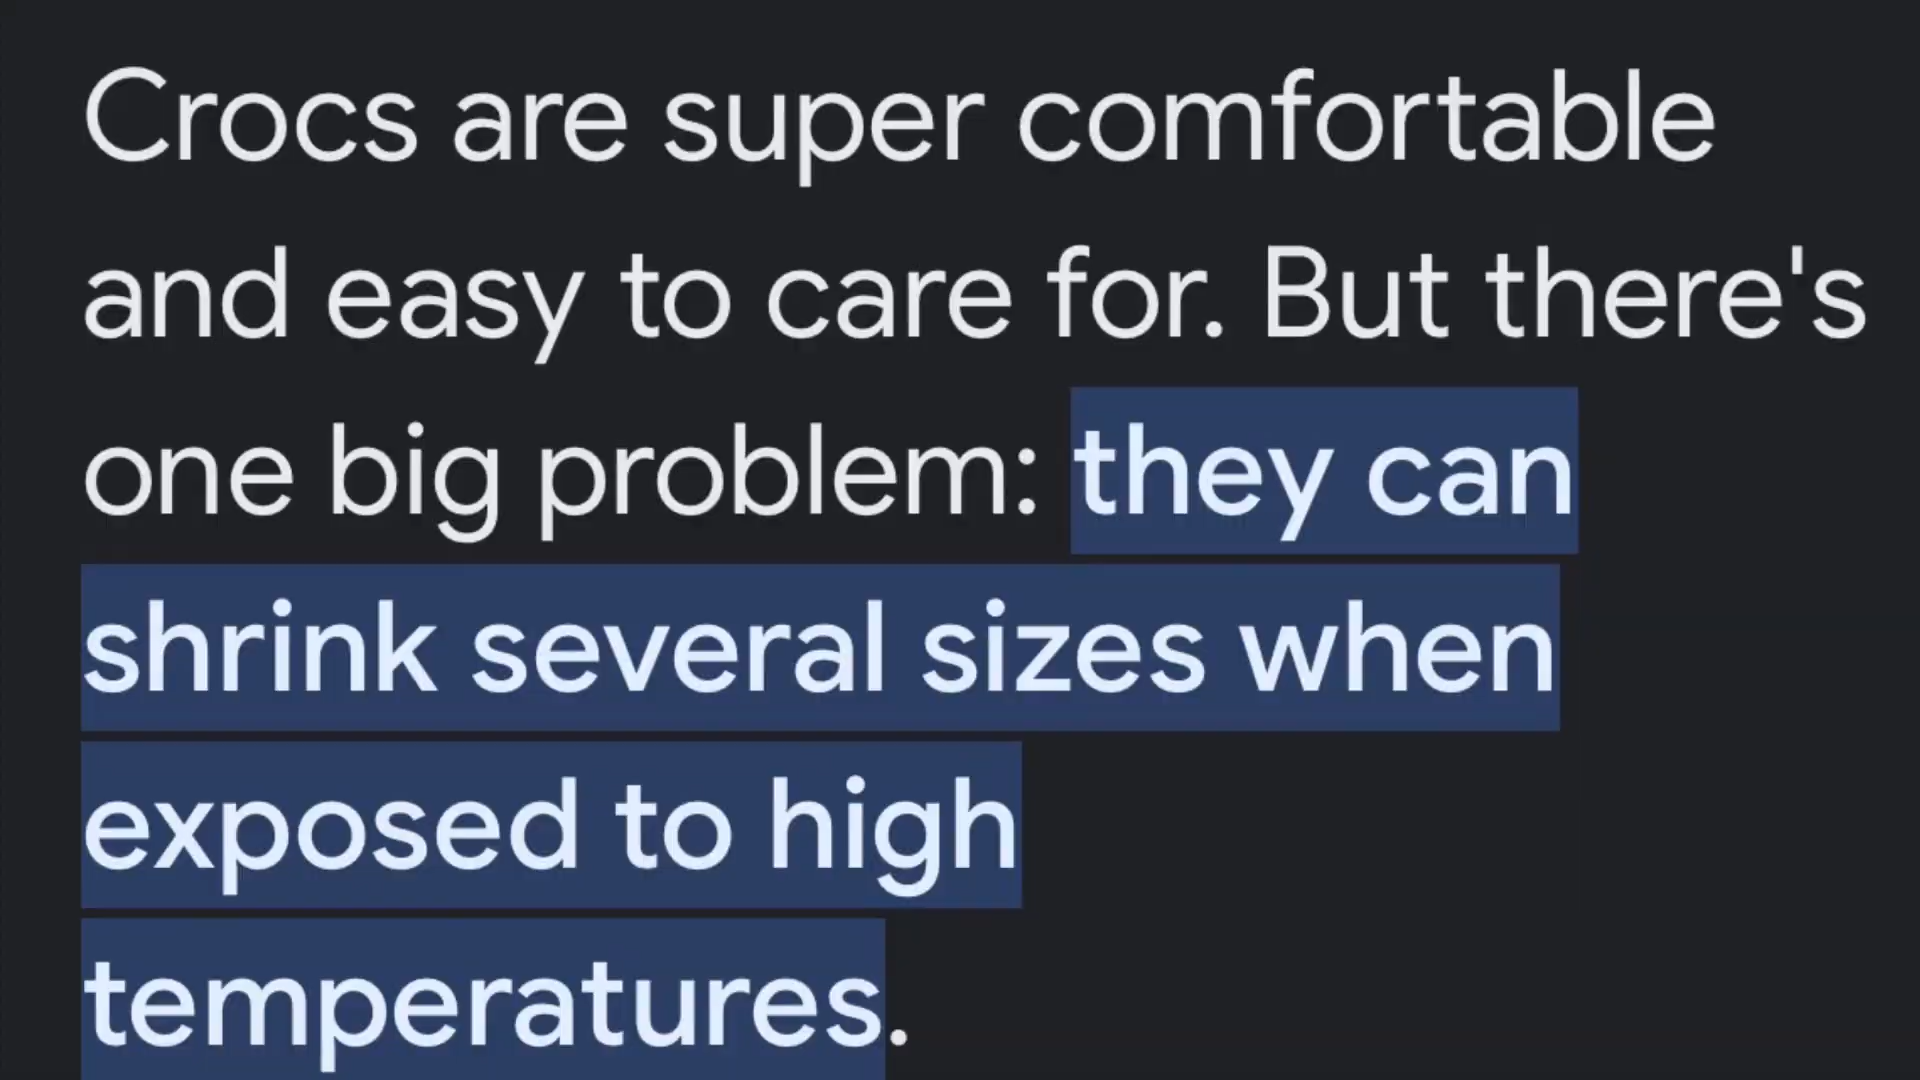 Crocs are super comfortable
and easy to care for. But there's
one big problem: they can
shrink several sizes when
exposed to high
temperatures.